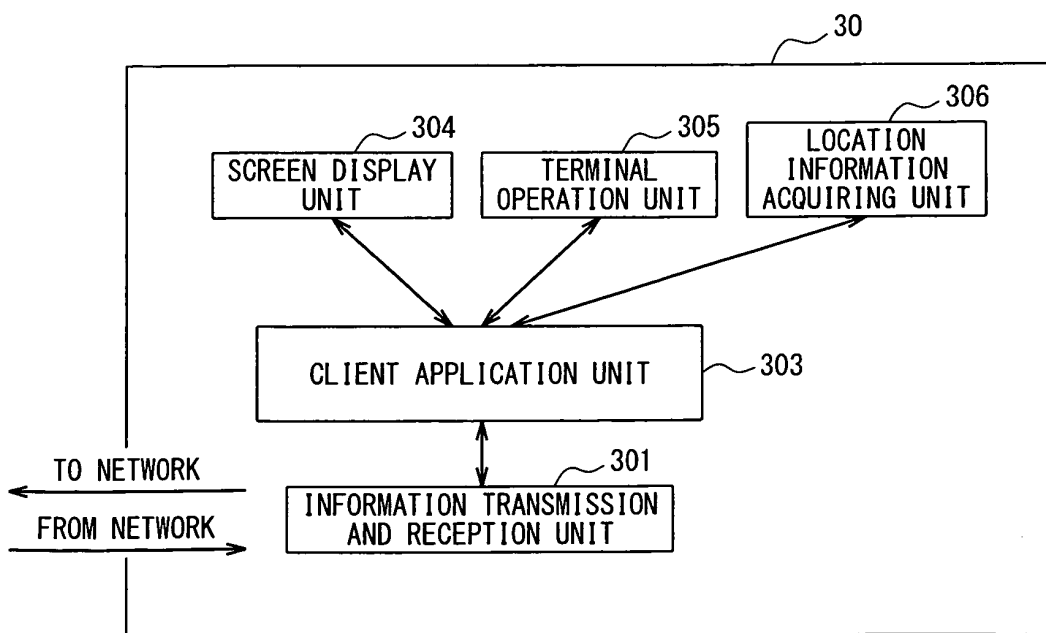 30
304
SCREEN DISPLAY
UNIT
305
TERMINAL
OPERATION UNIT
306
LOCATION
INFORMATION
ACQUIRING UNIT
CLIENT APPLICATION UNIT
303
TO NETWORK
FROM NETWORK
301
INFORMATION TRANSMISSION
AND RECEPTION UNIT